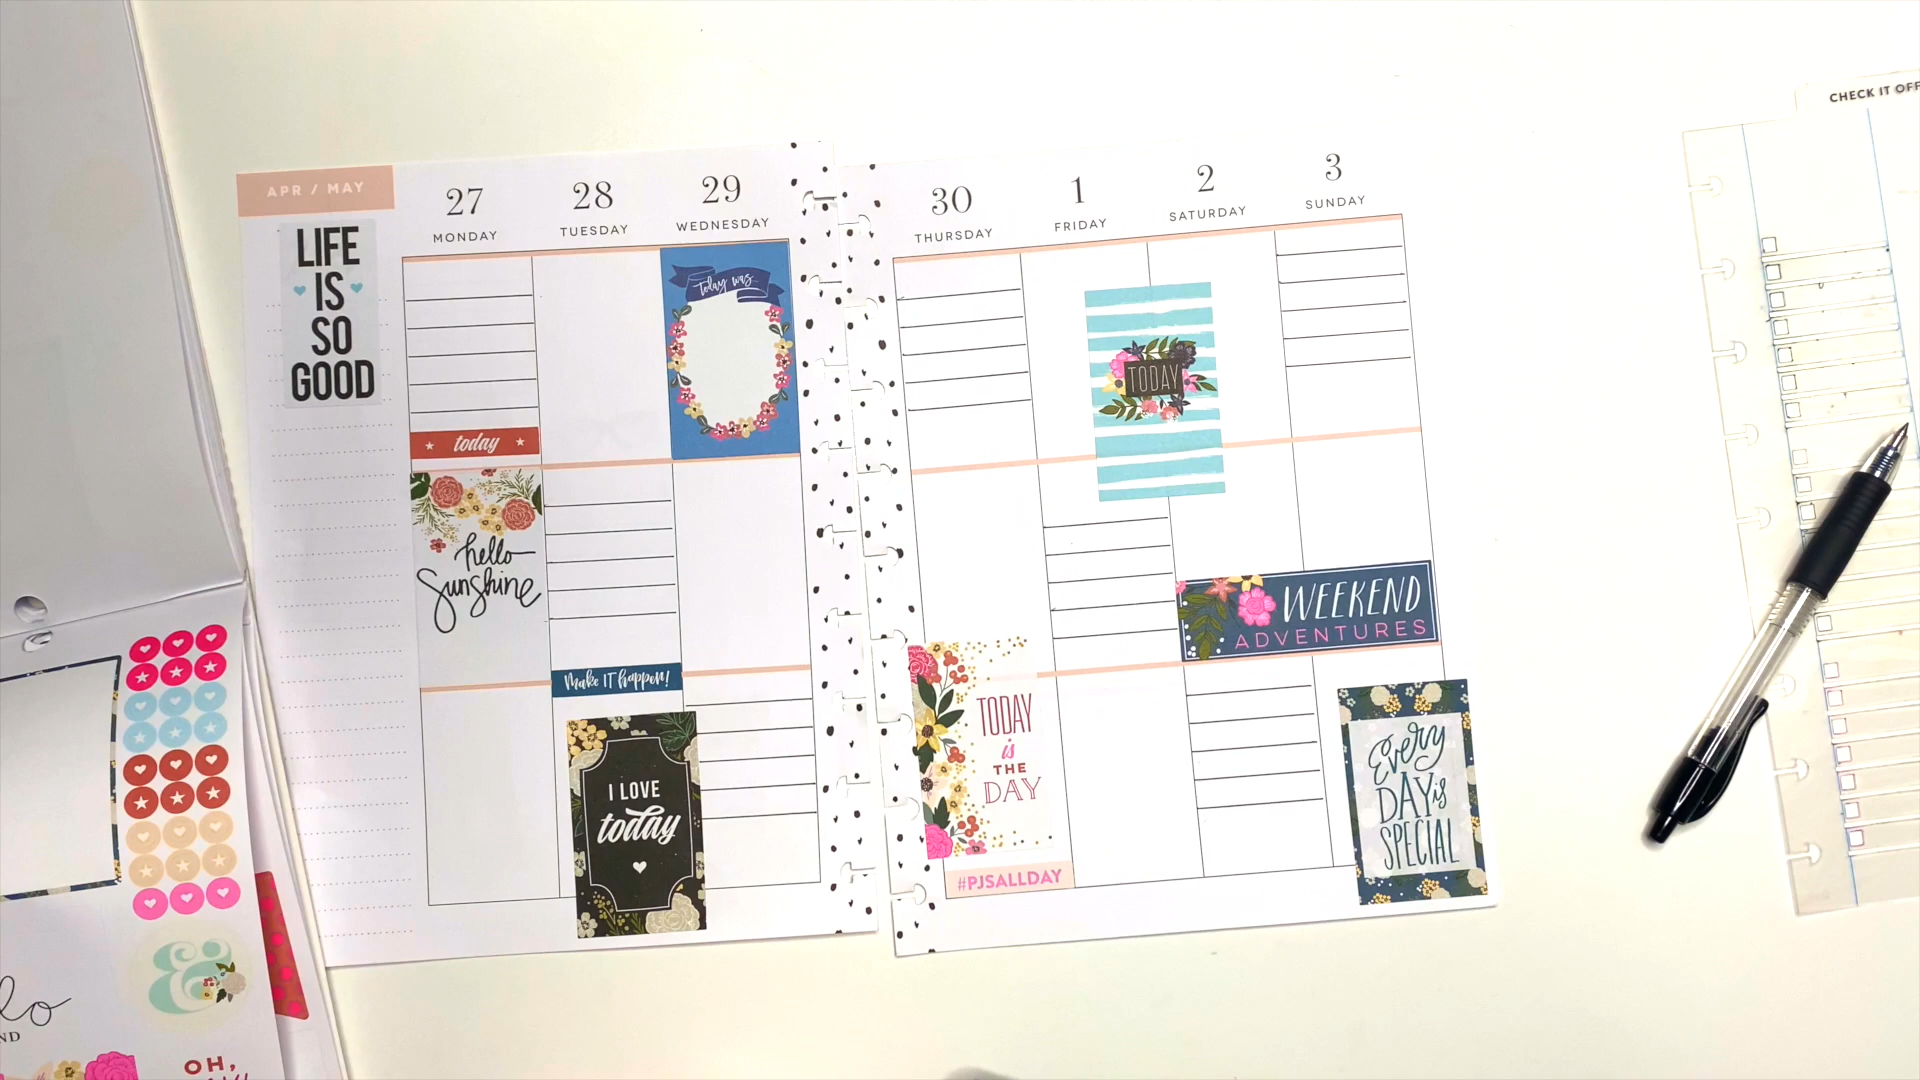 CHECK IT OFF
APR / MAY
27
MONDAY
28
TUESDAY
29
WEDNESDAY
30
THURSDAY
1
FRIDAY
2
SATURDAY
3
SUNDAY
LIFE
IS
SO
GOOD
today
hello
Sunshine
Make IT happen!
I LOVE
today
Today was...
TODAY
TODAY
is
THE
DAY
#PJSALLDAY
WEEKEND
ADVENTURES
Every
DAY is
SPECIAL
&
OH,